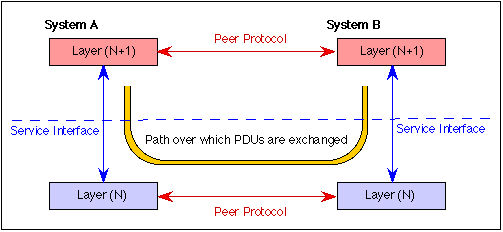 System A
System B
Layer (N+1)
Peer Protocol
Layer (N+1)
Service Interface
Path over which PDUs are exchanged
Service Interface
Layer (N)
Peer Protocol
Layer (N)